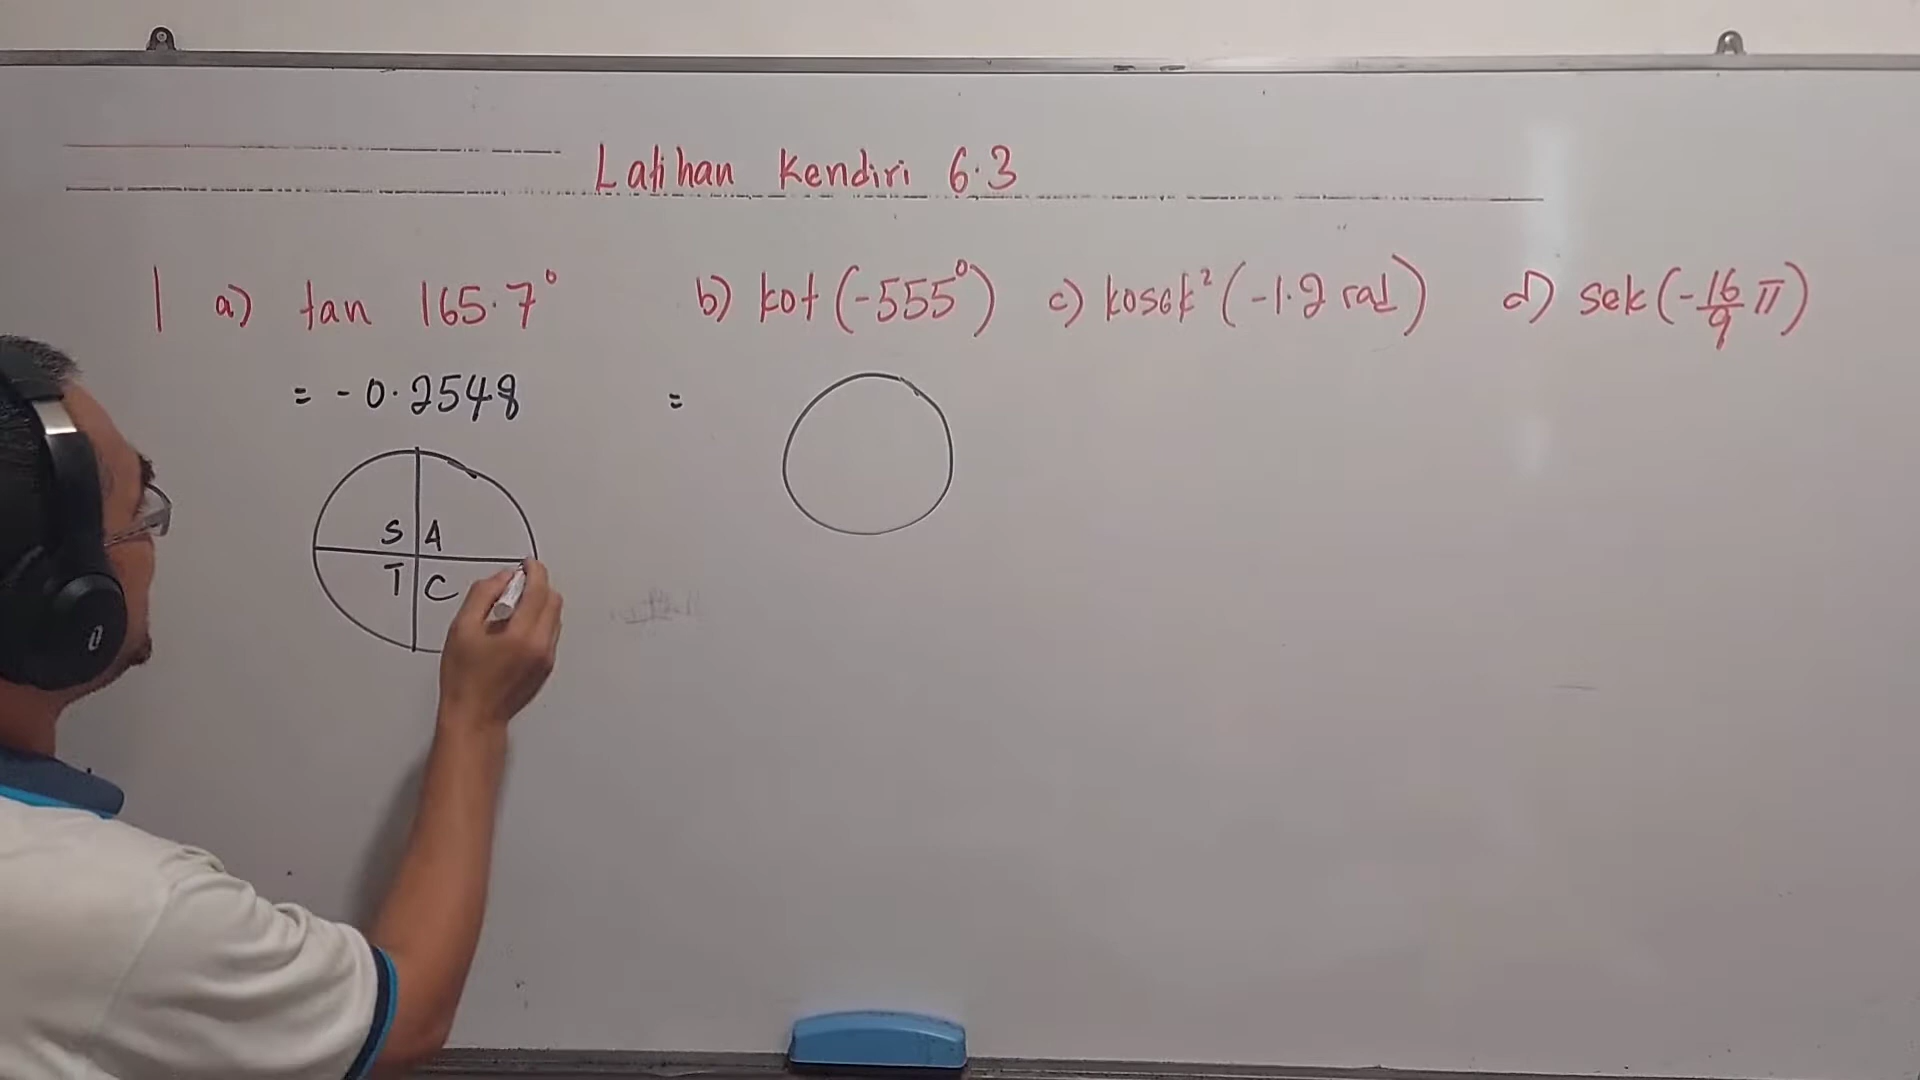 Latihan Kendiri 6.3
1 a) tan 165.7° b) kot (-555°) c) kosek² (-1.2 rad) d) sek (-16/9 π)
= -0.2548 =
S A
T C